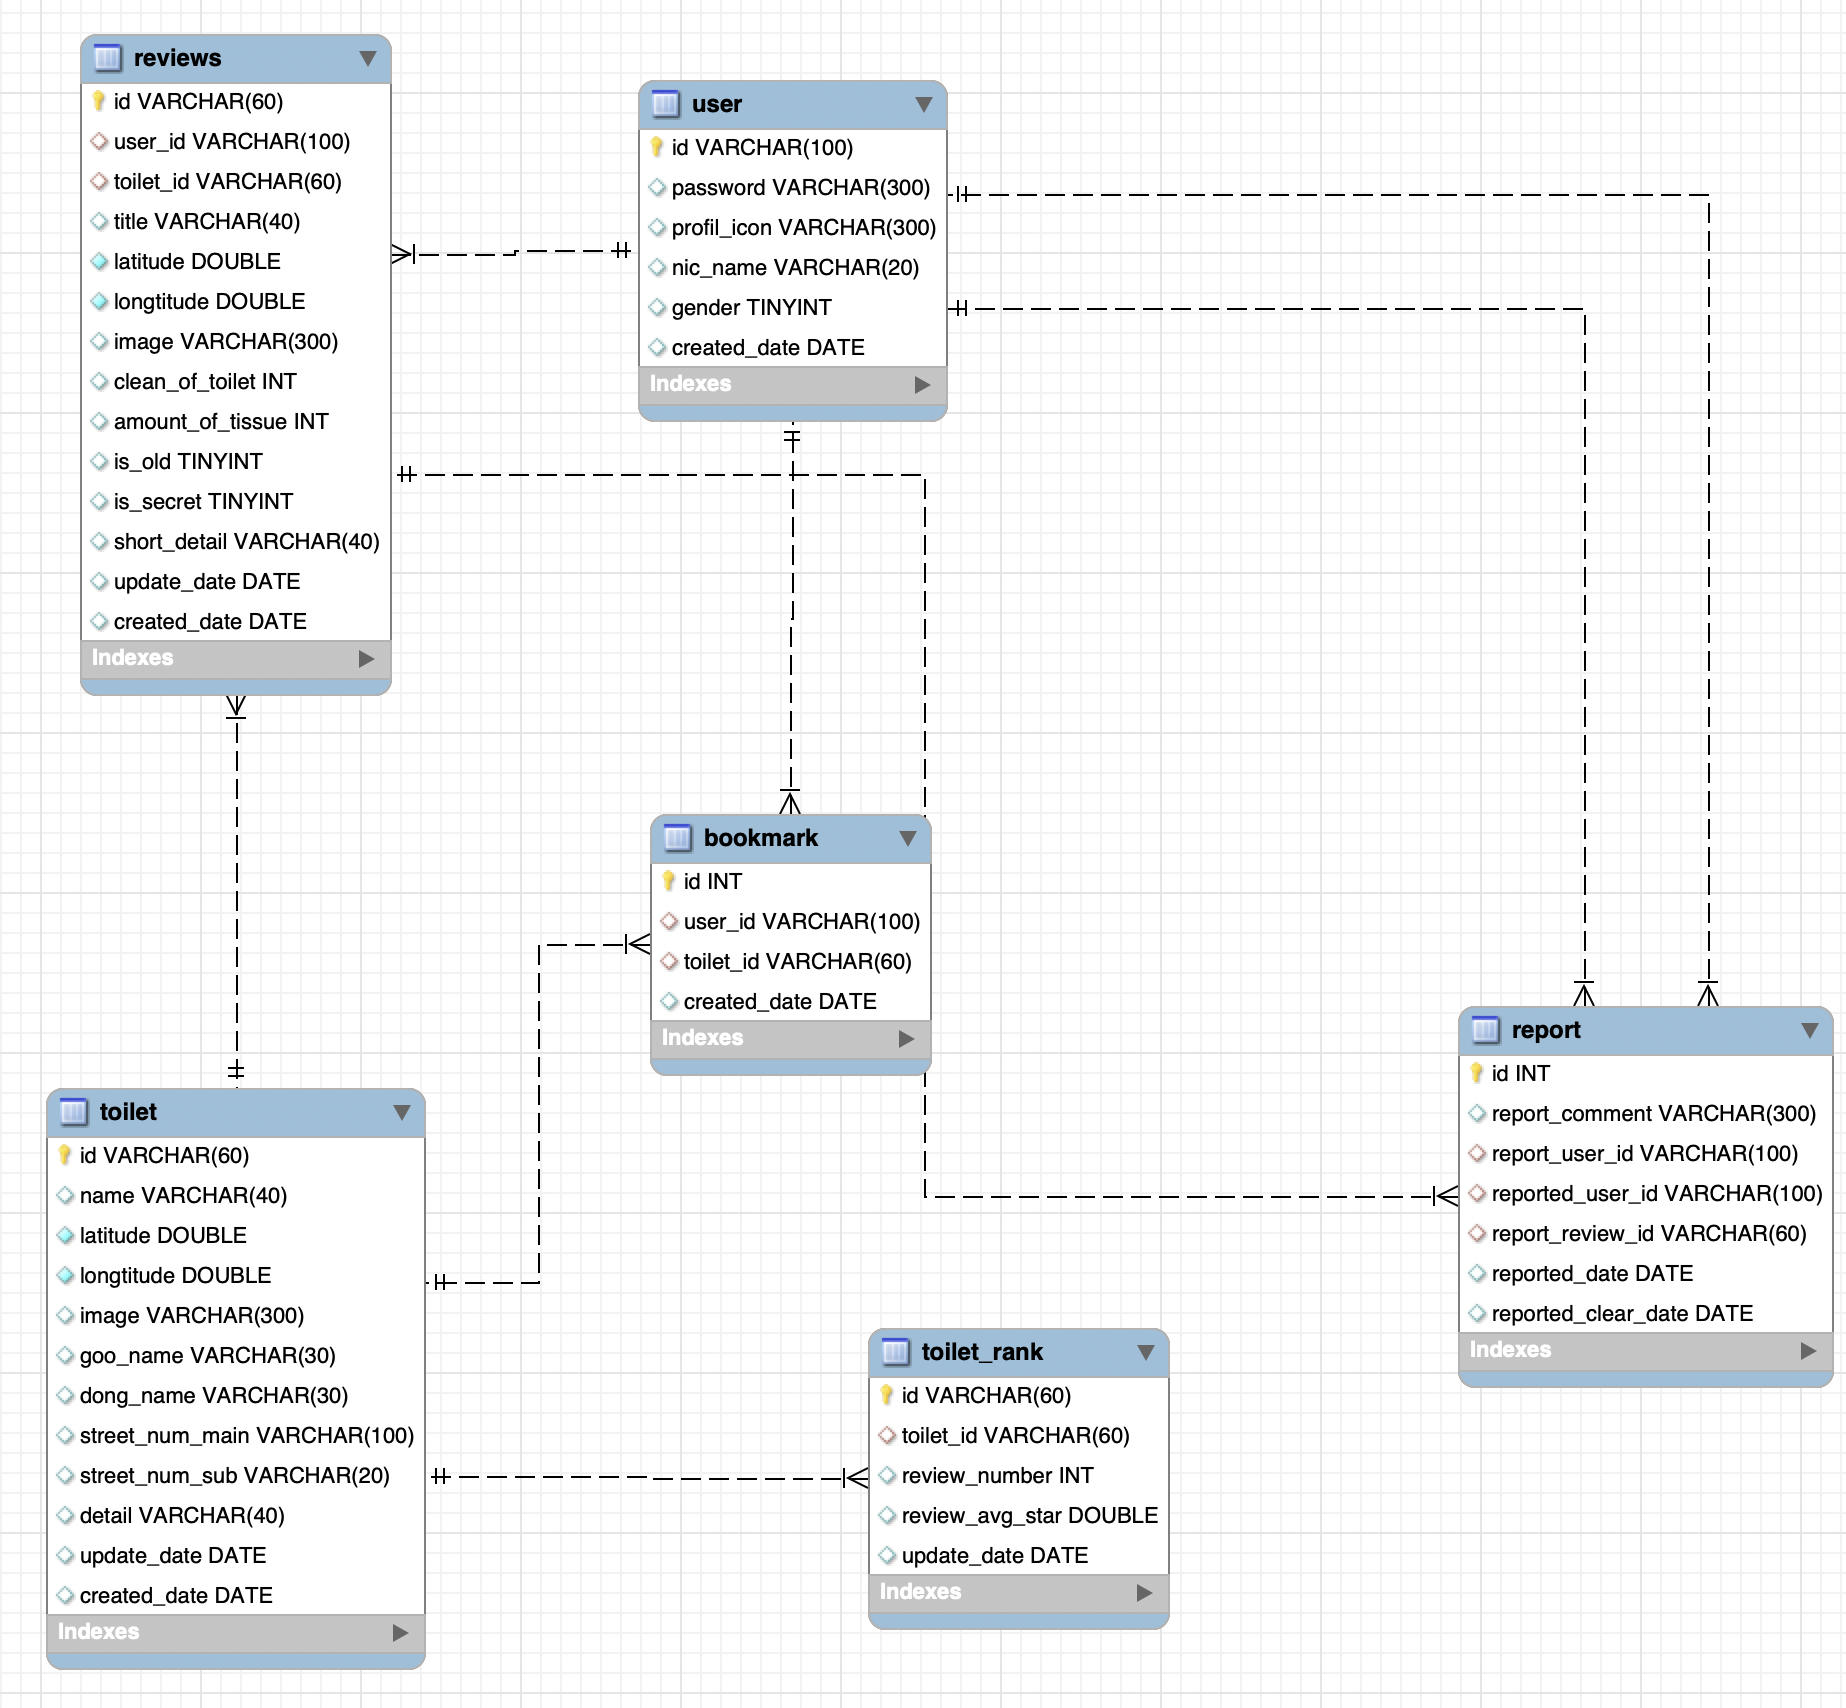 reviews
id VARCHAR(60)
user_id VARCHAR(100)
toilet_id VARCHAR(60)
title VARCHAR(40)
latitude DOUBLE
longtitude DOUBLE
image VARCHAR(300)
clean_of_toilet INT
amount_of_tissue INT
is_old TINYINT
is_secret TINYINT
short_detail VARCHAR(40)
update_date DATE
created_date DATE
Indexes
user
id VARCHAR(100)
password VARCHAR(300)
profil_icon VARCHAR(300)
nic_name VARCHAR(20)
gender TINYINT
created_date DATE
Indexes
bookmark
id INT
user_id VARCHAR(100)
toilet_id VARCHAR(60)
created_date DATE
Indexes
report
id INT
report_comment VARCHAR(300)
report_user_id VARCHAR(100)
reported_user_id VARCHAR(100)
report_review_id VARCHAR(60)
reported_date DATE
reported_clear_date DATE
Indexes
toilet
id VARCHAR(60)
name VARCHAR(40)
latitude DOUBLE
longtitude DOUBLE
image VARCHAR(300)
goo_name VARCHAR(30)
dong_name VARCHAR(30)
street_num_main VARCHAR(100)
street_num_sub VARCHAR(20)
detail VARCHAR(40)
update_date DATE
created_date DATE
Indexes
toilet_rank
id VARCHAR(60)
toilet_id VARCHAR(60)
review_number INT
review_avg_star DOUBLE
update_date DATE
Indexes